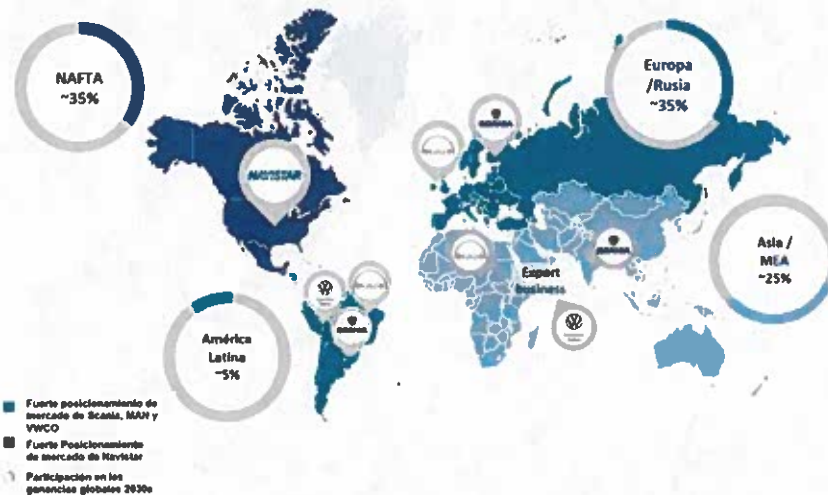 NAFTA
~35%
Europa
/Rusia
~35%
NAVISTAR
SCANIA
Asia /
MEA
~25%
SCANIA
Export
business
América
Latina
~5%
SCANIA
Fuerte posicionamiento de
mercado de Scania, MAN y
VWCO
Fuerte Posicionamiento
de mercado de Navistar
Participación en las
ganancias globales 2030e